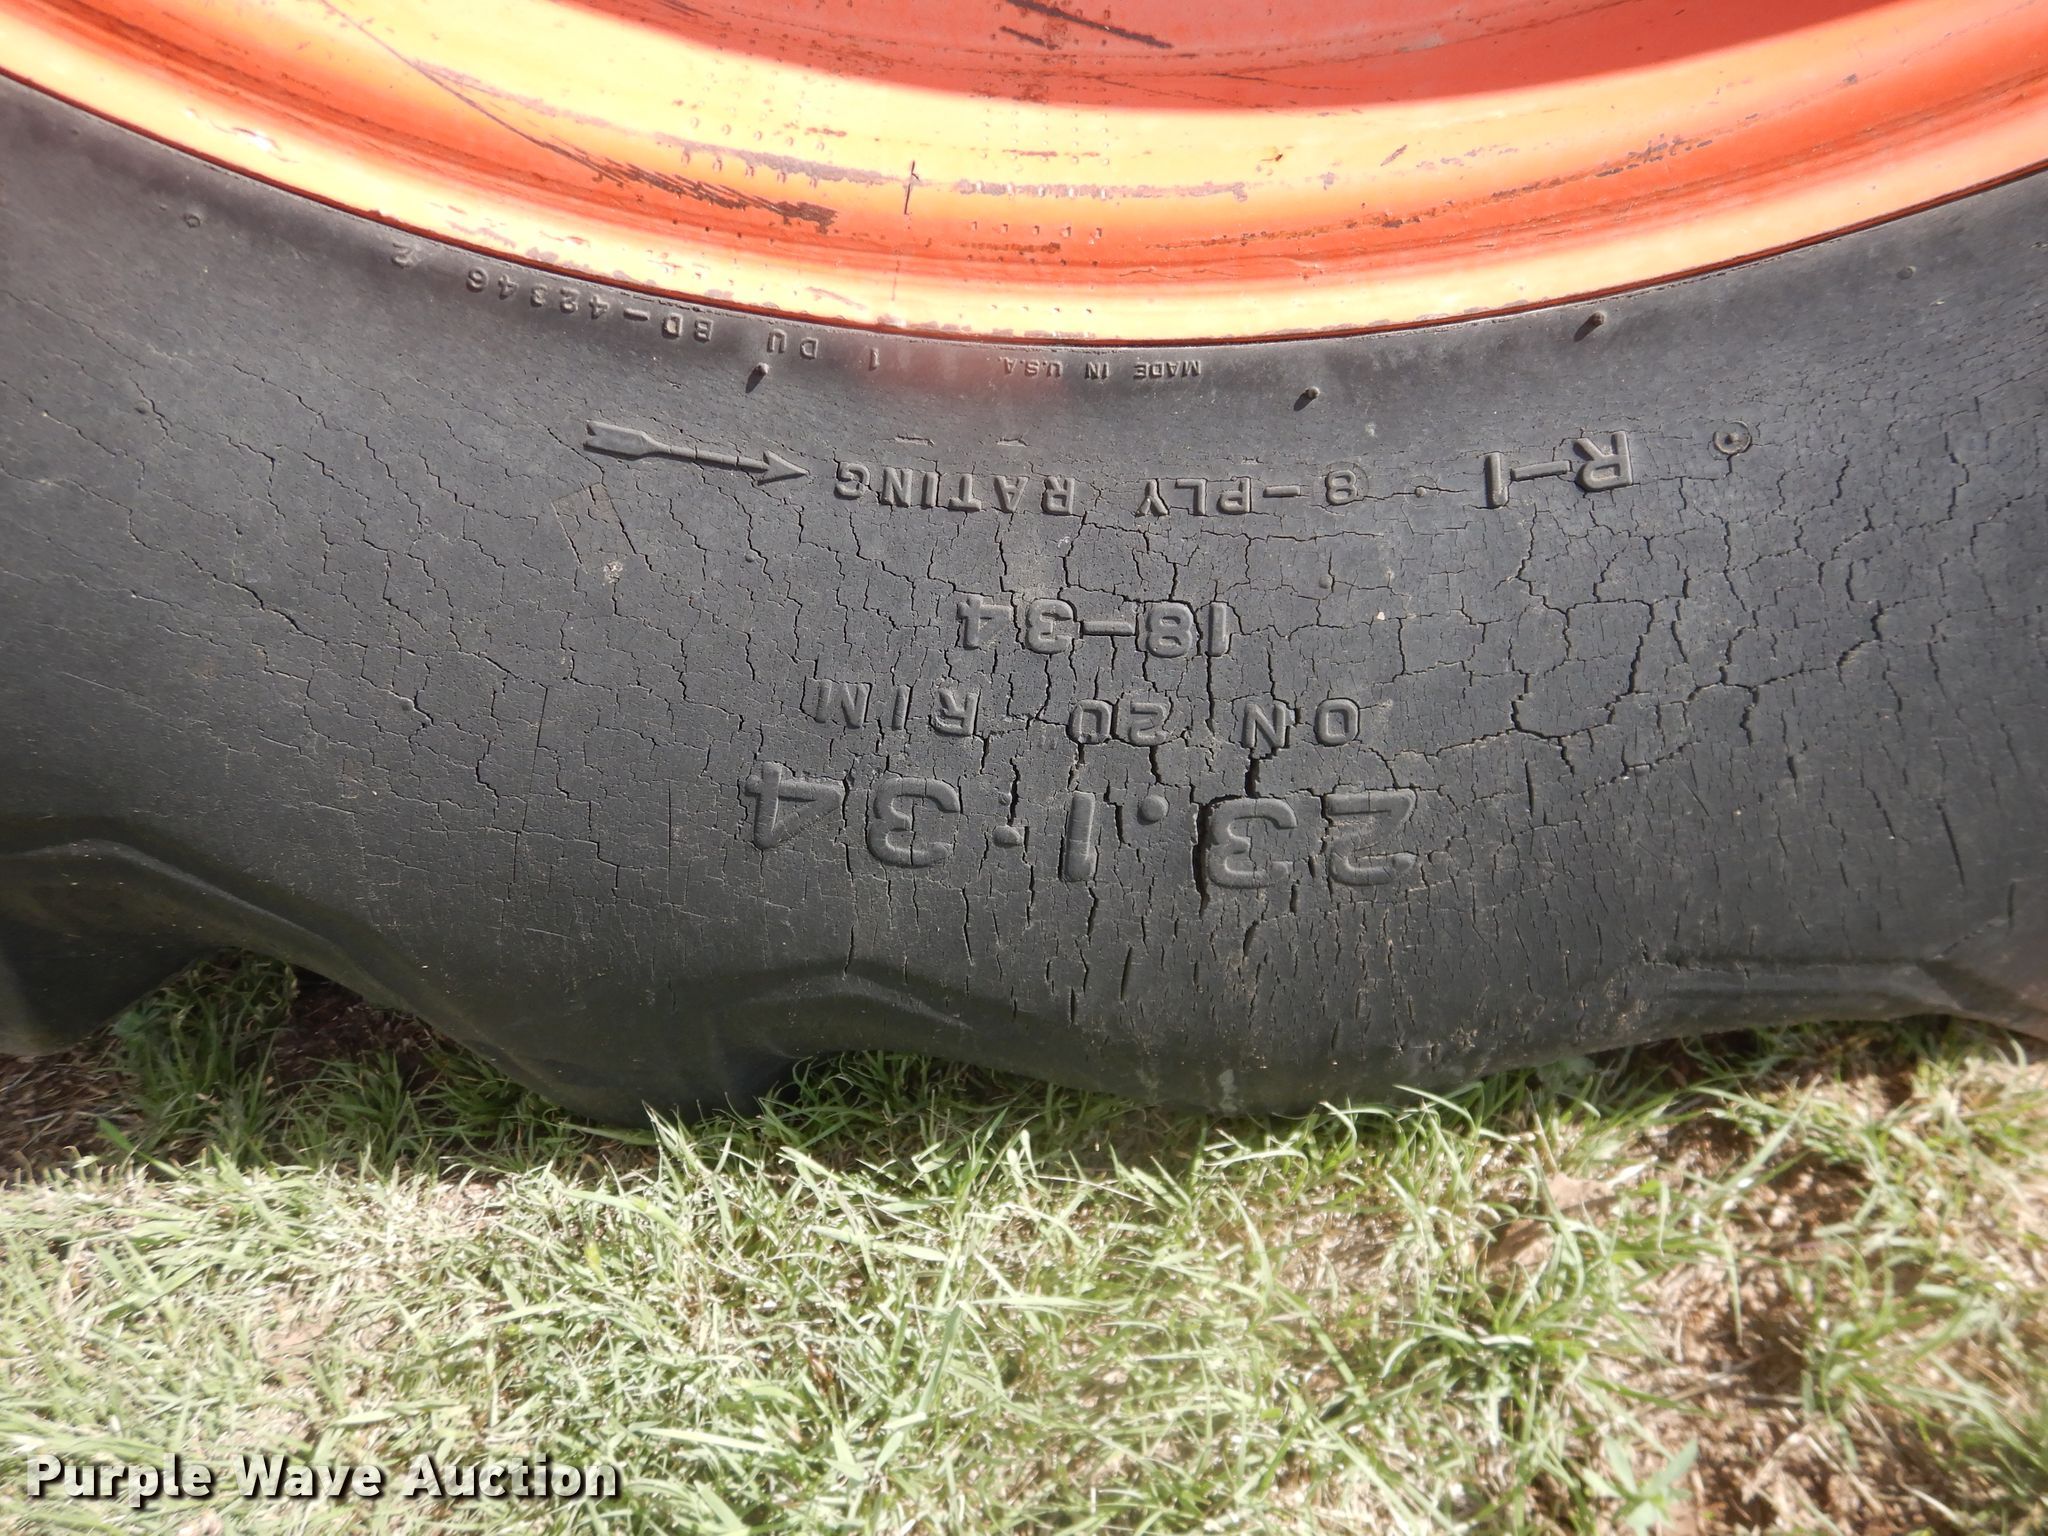 23.1-34
ON 20" RIM
18-34
R-1 8-PLY RATING
MADE IN U.S.A. 1 DU BD-42346 2
Purple Wave Auction